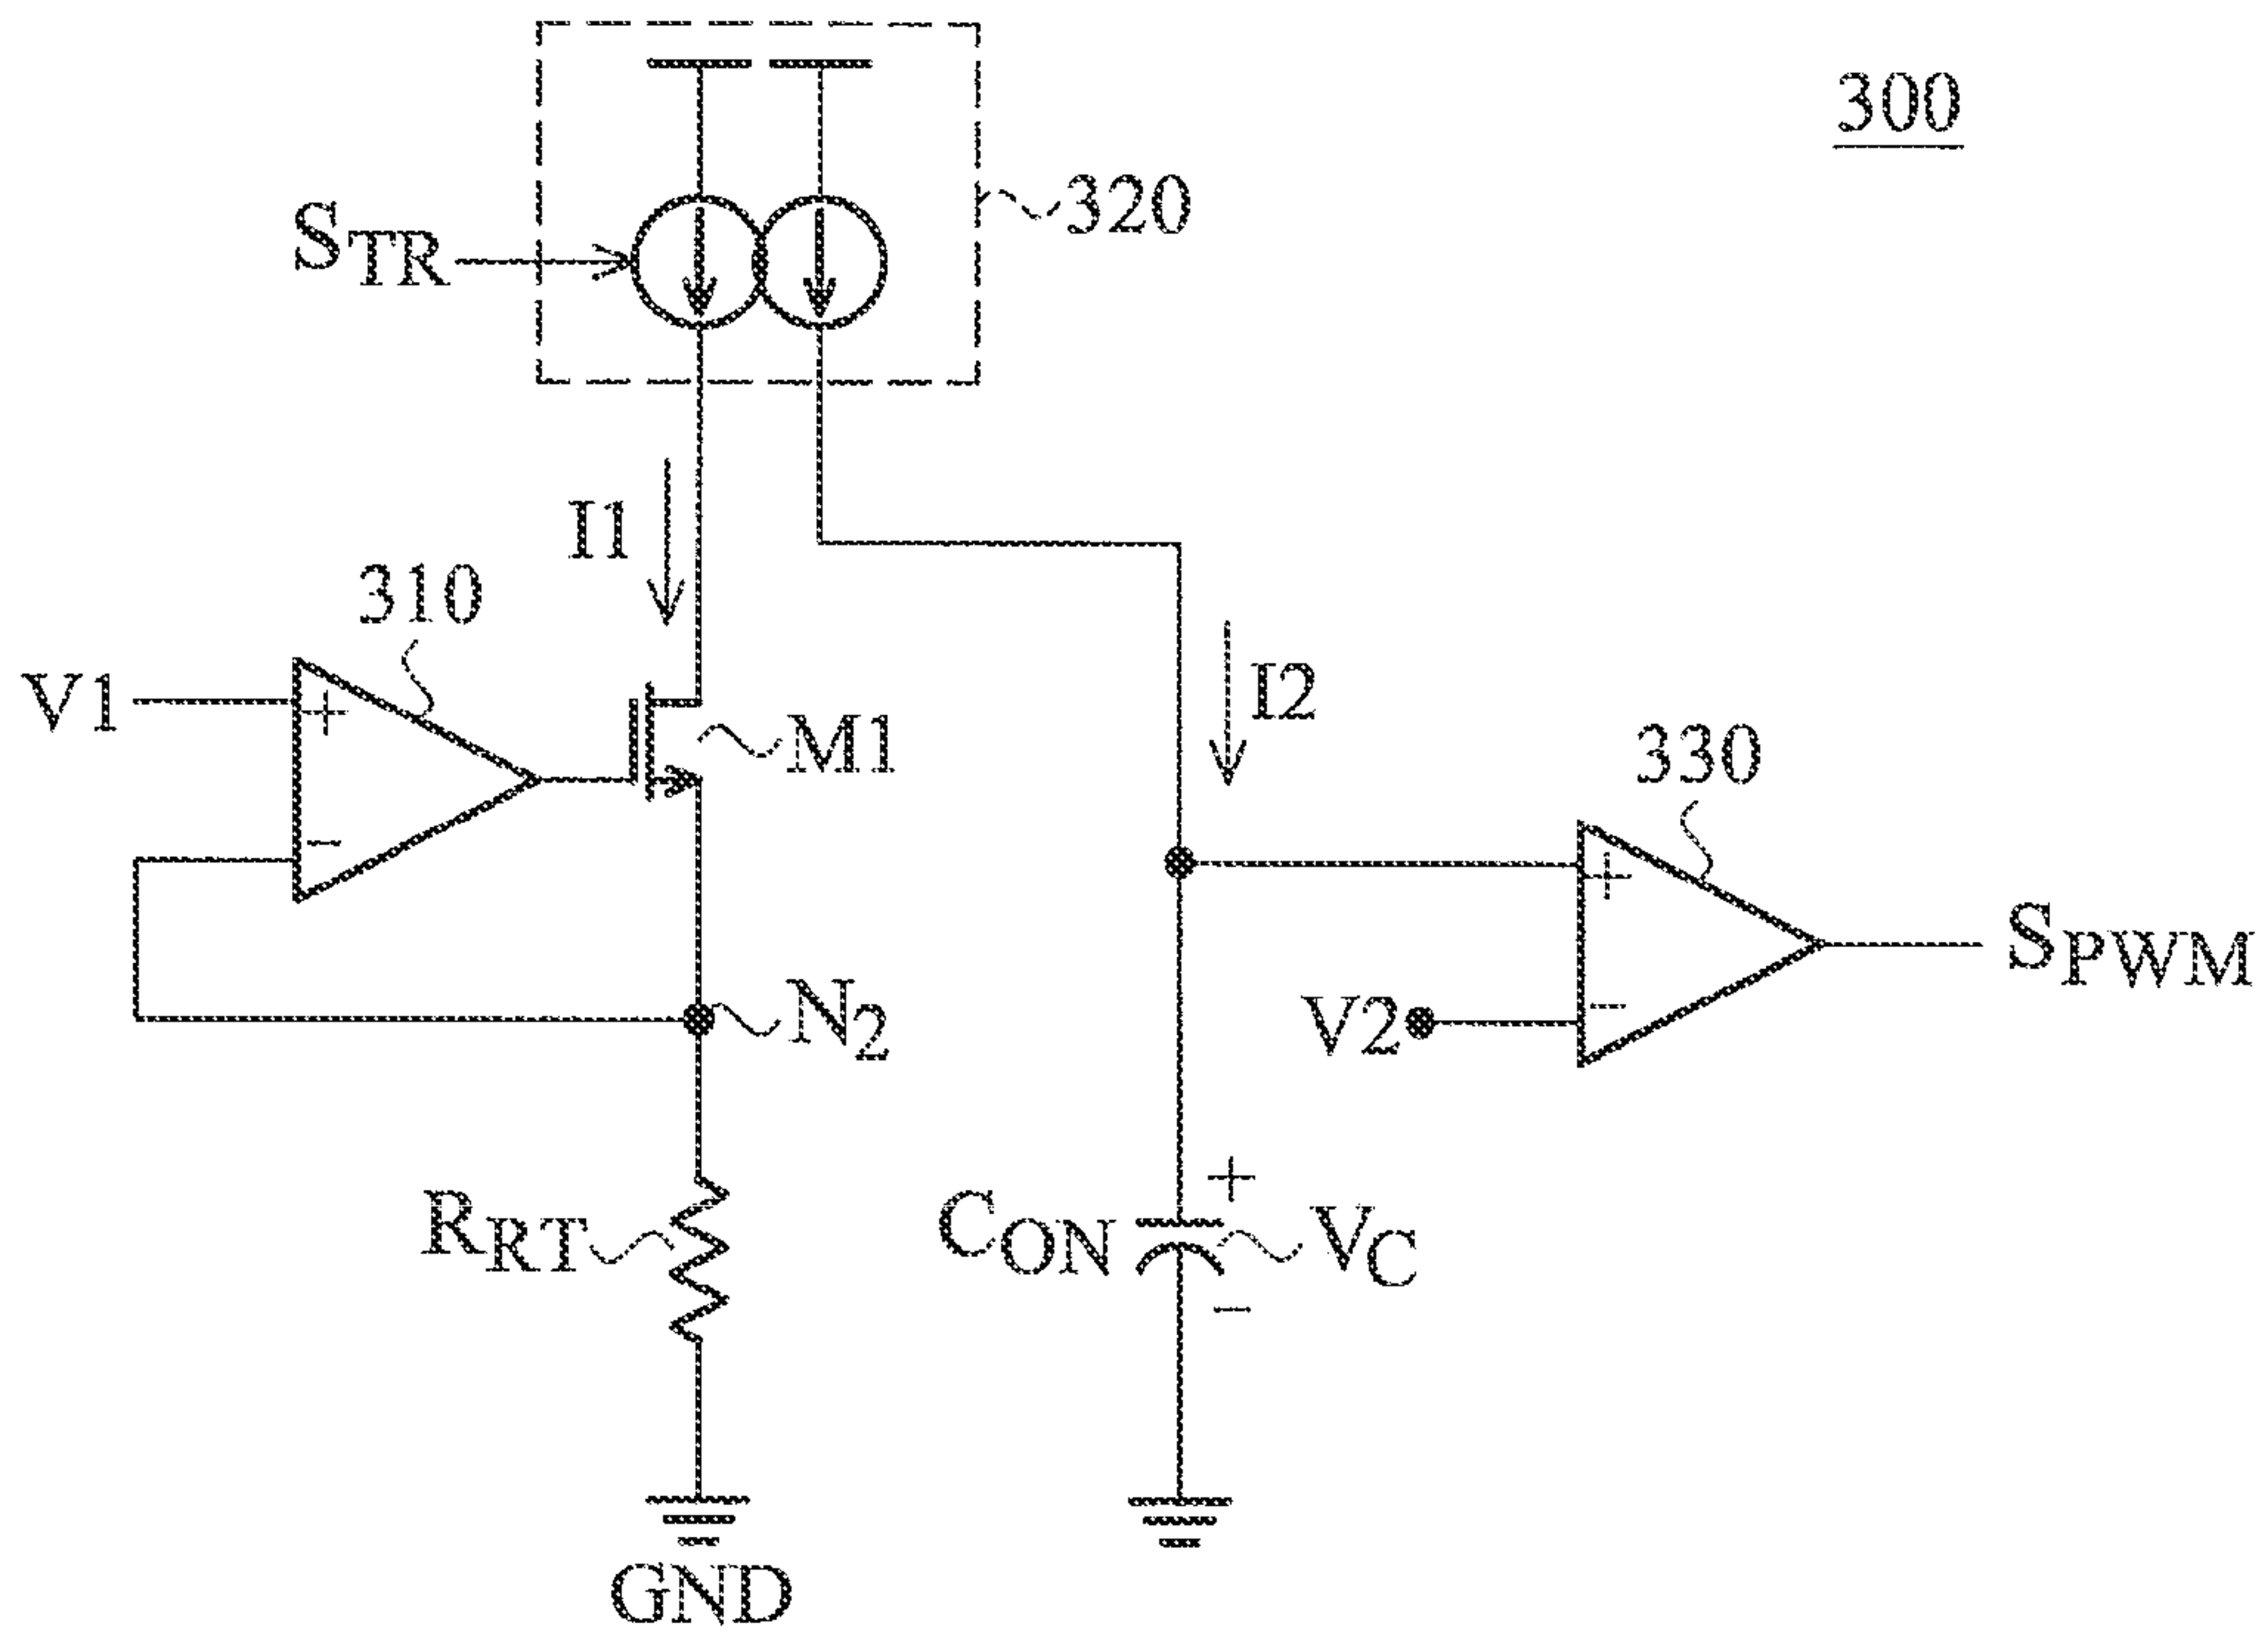 300
320
STR
I1
310
V1
+
−
M1
I2
330
+
−
SPWM
N2
V2
RRT
CON
+
VC
−
GND